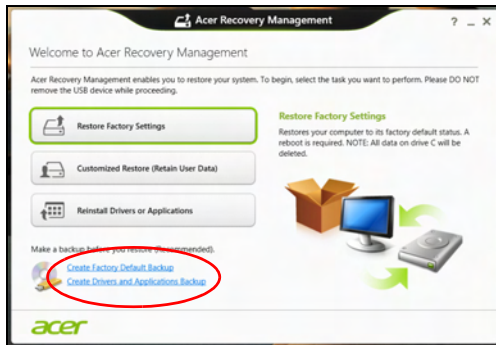 Acer Recovery Management
? _ X
Welcome to Acer Recovery Management
Acer Recovery Management enables you to restore your system. To begin, select the task you want to perform. Please DO NOT
remove the USB device while proceeding.
Restore Factory Settings
Customized Restore (Retain User Data)
Reinstall Drivers or Applications
Restore Factory Settings
Restores your computer to its factory default status. A
reboot is required. NOTE: All data on drive C will be
deleted.
Make a backup before you restore (Recommended).
Create Factory Default Backup
Create Drivers and Applications Backup
acer